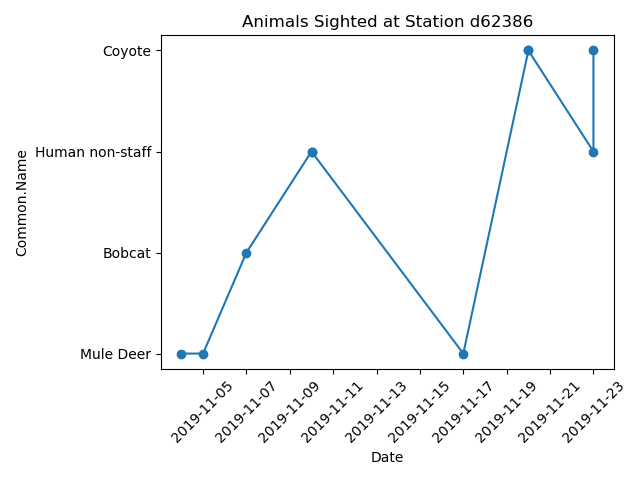 Animals Sighted at Station d62386
Common.Name
Coyote
Human non-staff
Bobcat
Mule Deer
2019-11-05
2019-11-07
2019-11-09
2019-11-11
2019-11-13
2019-11-15
2019-11-17
2019-11-19
2019-11-21
2019-11-23
Date